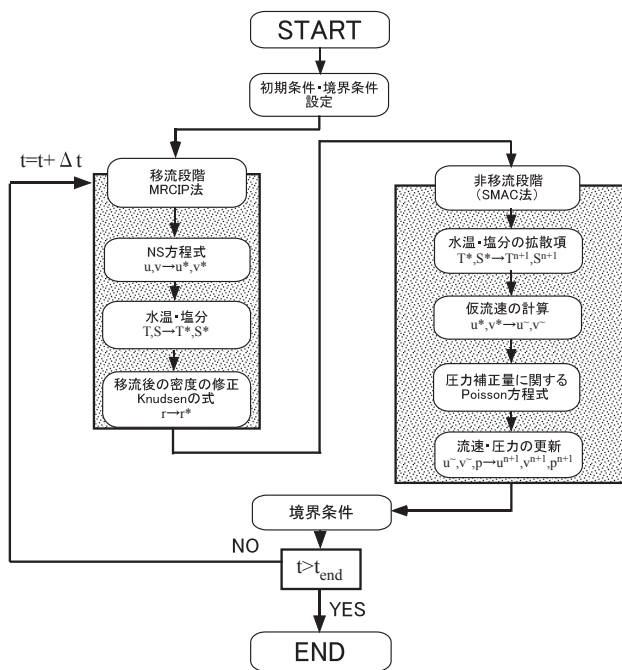 START
初期条件・境界条件
設定
t=t+Δt
移流段階
MRCIP法
NS方程式
u,v→u*,v*
水温・塩分
T,S→T*,S*
移流後の密度の修正
Knudsenの式
r→r*
非移流段階
(SMAC法)
水温・塩分の拡散項
T*,S*→Tⁿ⁺¹,Sⁿ⁺¹
仮流速の計算
u*,v*→u~,v~
圧力補正量に関する
Poisson方程式
流速・圧力の更新
u~,v~,p→uⁿ⁺¹,vⁿ⁺¹,pⁿ⁺¹
境界条件
NO
t>t_end
YES
END